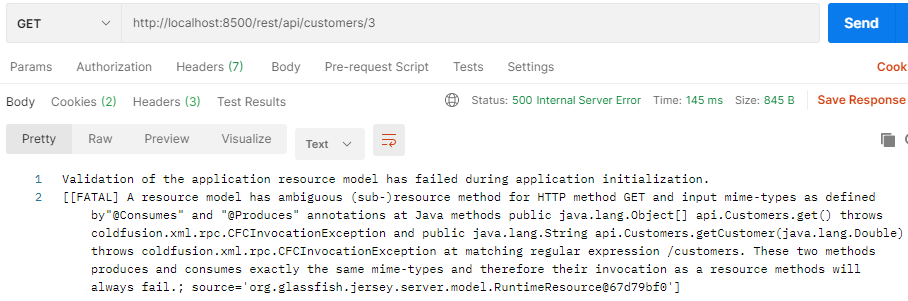 GET http://localhost:8500/rest/api/customers/3 Send
Params Authorization Headers (7) Body Pre-request Script Tests Settings Cook
Body Cookies (2) Headers (3) Test Results Status: 500 Internal Server Error Time: 145 ms Size: 845 B Save Response
Pretty Raw Preview Visualize Text
1 Validation of the application resource model has failed during application initialization.
2 [[FATAL] A resource model has ambiguous (sub-)resource method for HTTP method GET and input mime-types as defined
by"@Consumes" and "@Produces" annotations at Java methods public java.lang.Object[] api.Customers.get() throws
coldfusion.xml.rpc.CFCInvocationException and public java.lang.String api.Customers.getCustomer(java.lang.Double)
throws coldfusion.xml.rpc.CFCInvocationException at matching regular expression /customers. These two methods
produces and consumes exactly the same mime-types and therefore their invocation as a resource methods will
always fail.; source='org.glassfish.jersey.server.model.RuntimeResource@67d79bf0']